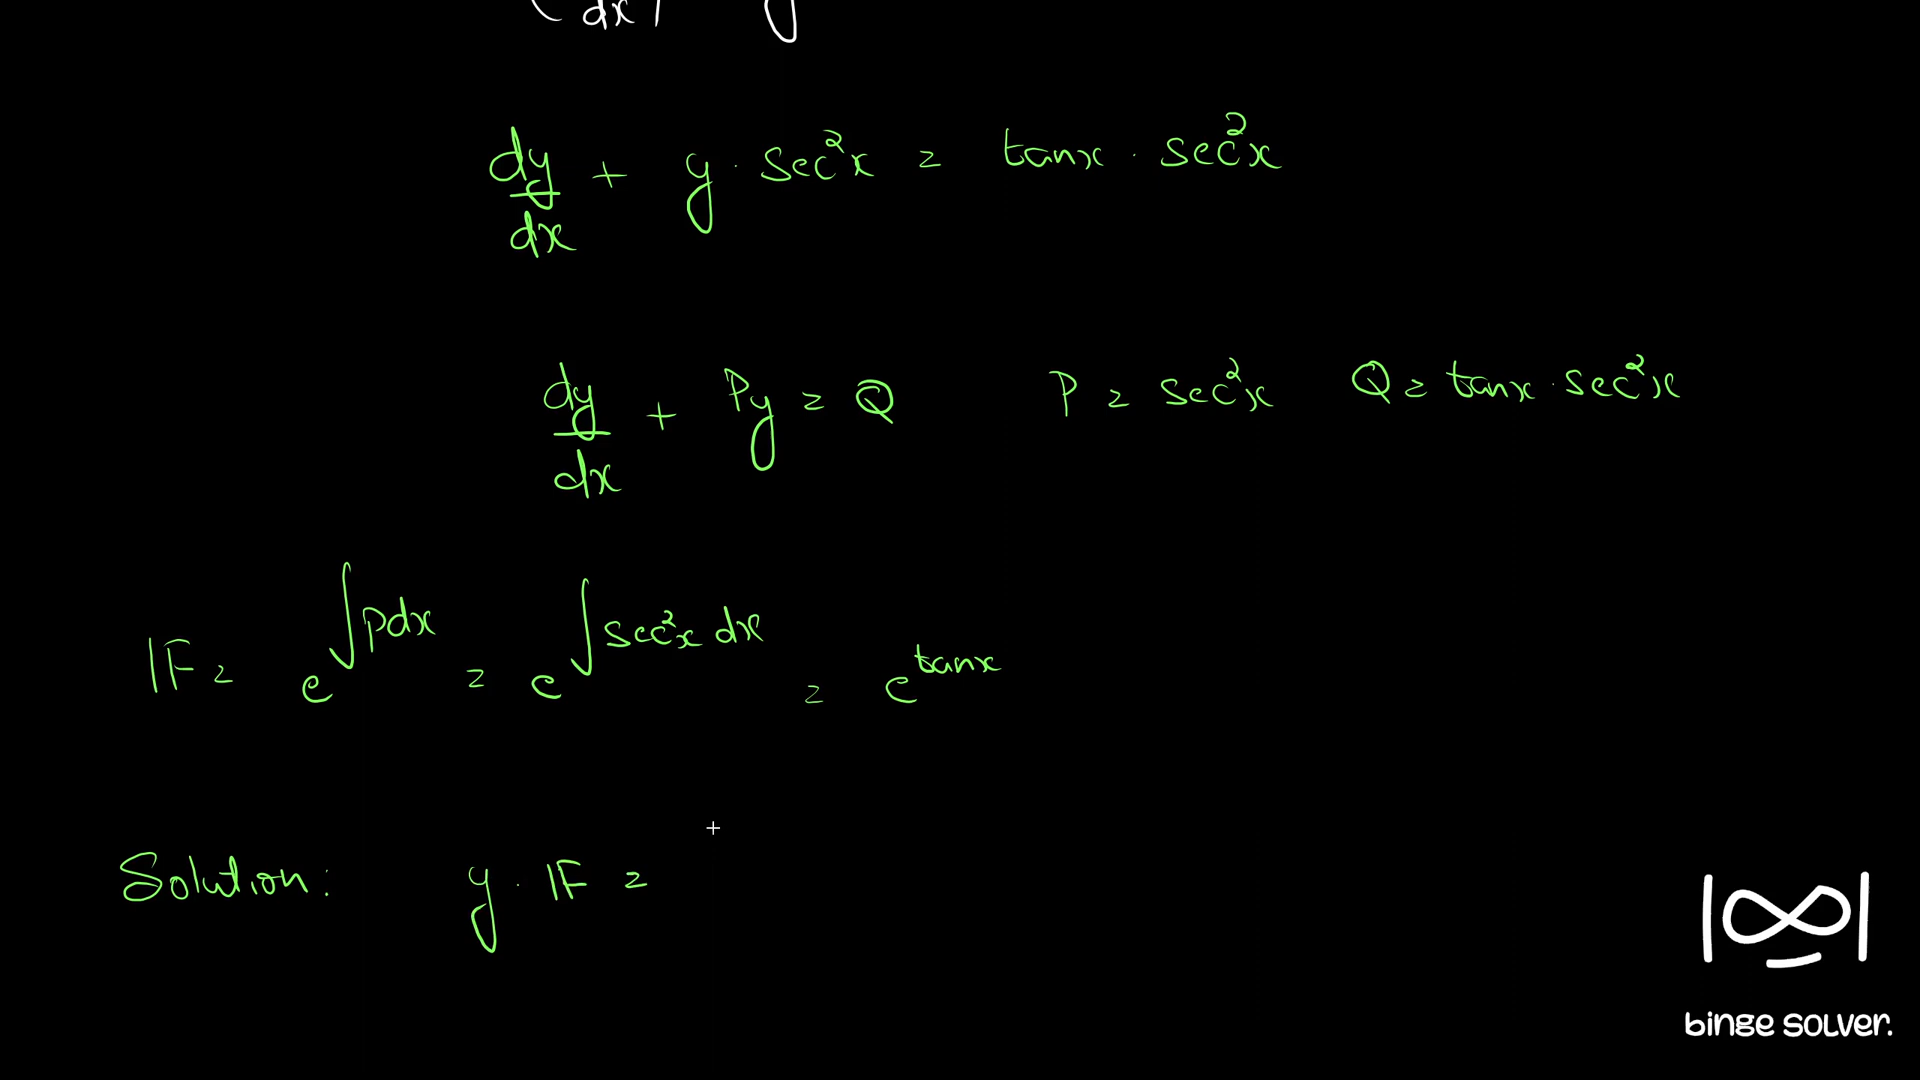 dx) y
dy/dx + y · sec²x = tanx · sec²x
dy/dx + Py = Q P = sec²x Q = tanx · sec²x
IF = e^∫Pdx = e^∫sec²x dx = e^tanx
Solution: y · IF =
binge solver.